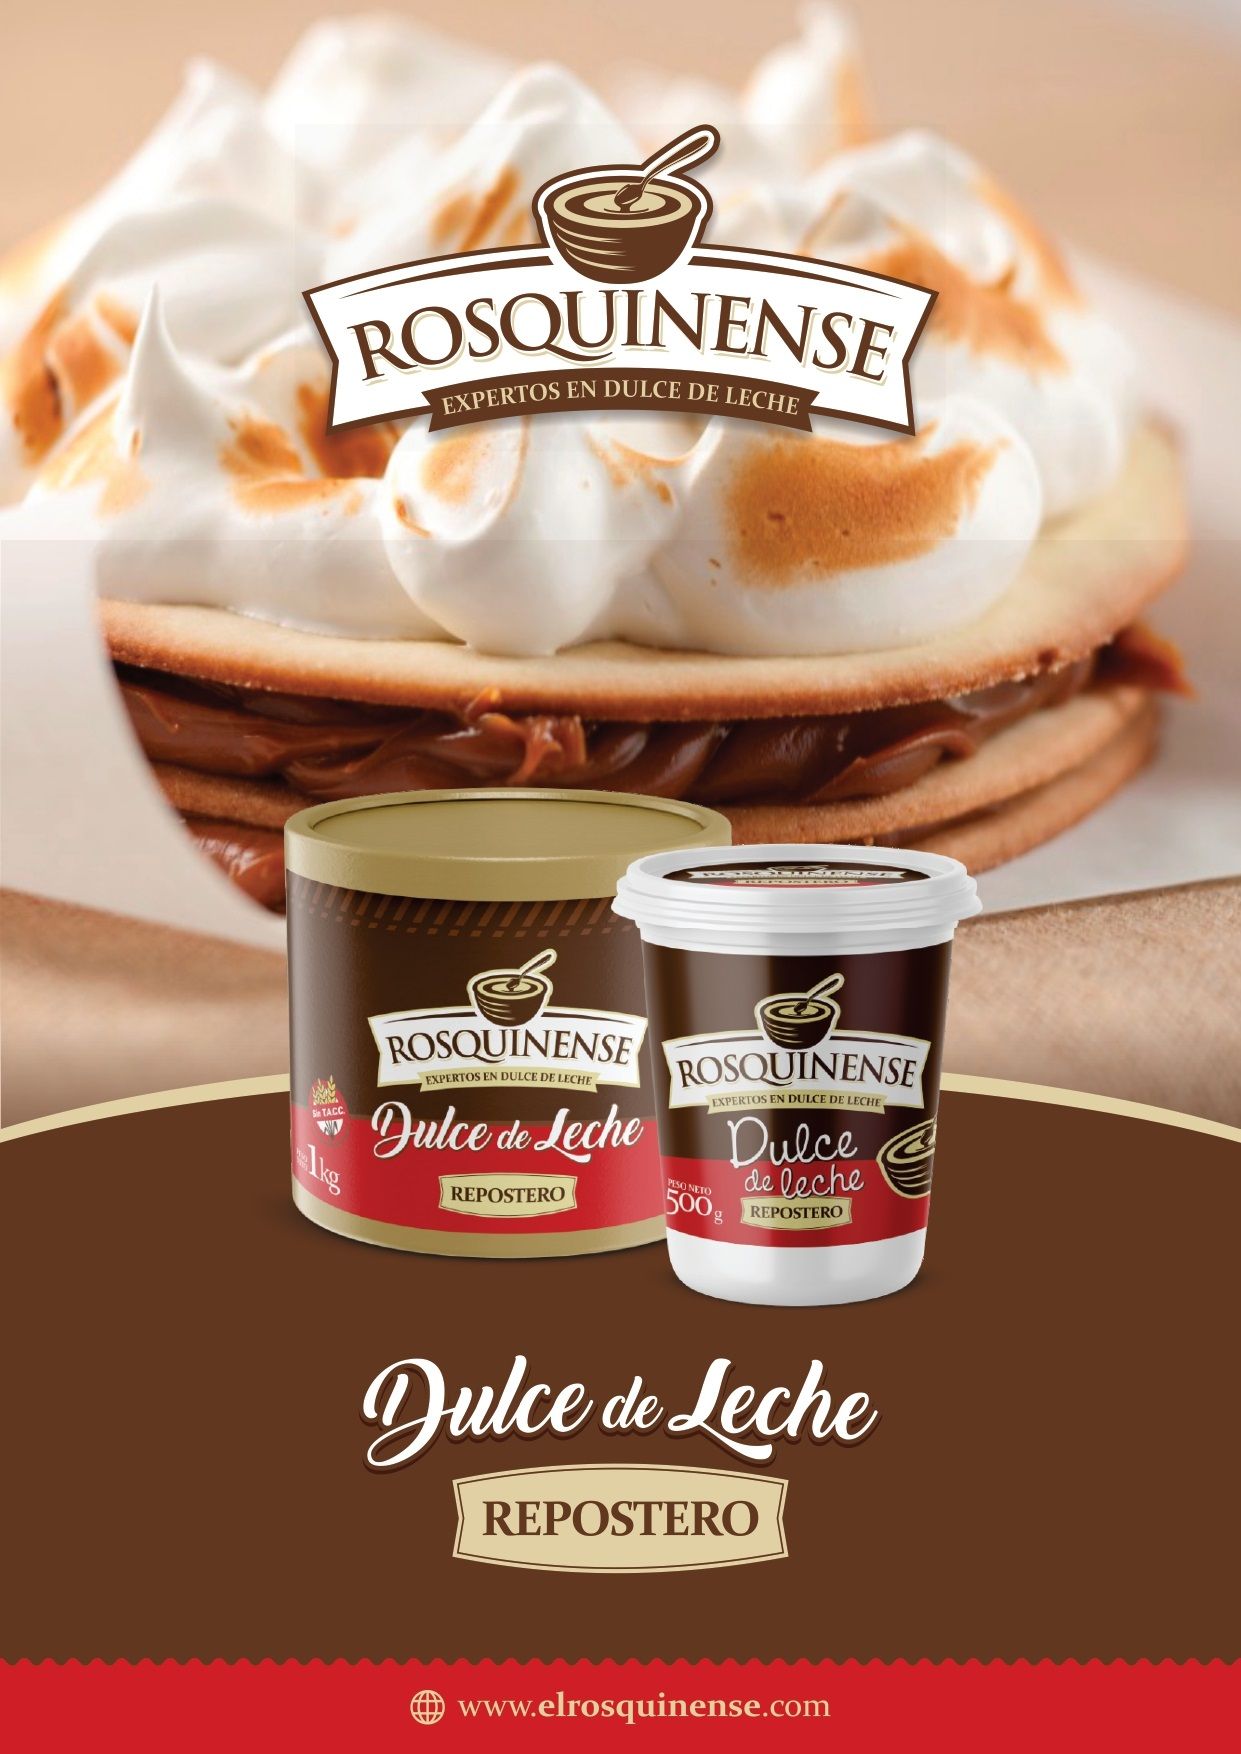 ROSQUINENSE
EXPERTOS EN DULCE DE LECHE
ROSQUINENSE
REPOSTERO
ROSQUINENSE
EXPERTOS EN DULCE DE LECHE
Sin T.A.C.C.
Dulce de Leche
PESO NETO
1kg
REPOSTERO
ROSQUINENSE
EXPERTOS EN DULCE DE LECHE
Dulce
de leche
PESO NETO
500g
REPOSTERO
Dulce de Leche
REPOSTERO
www.elrosquinense.com